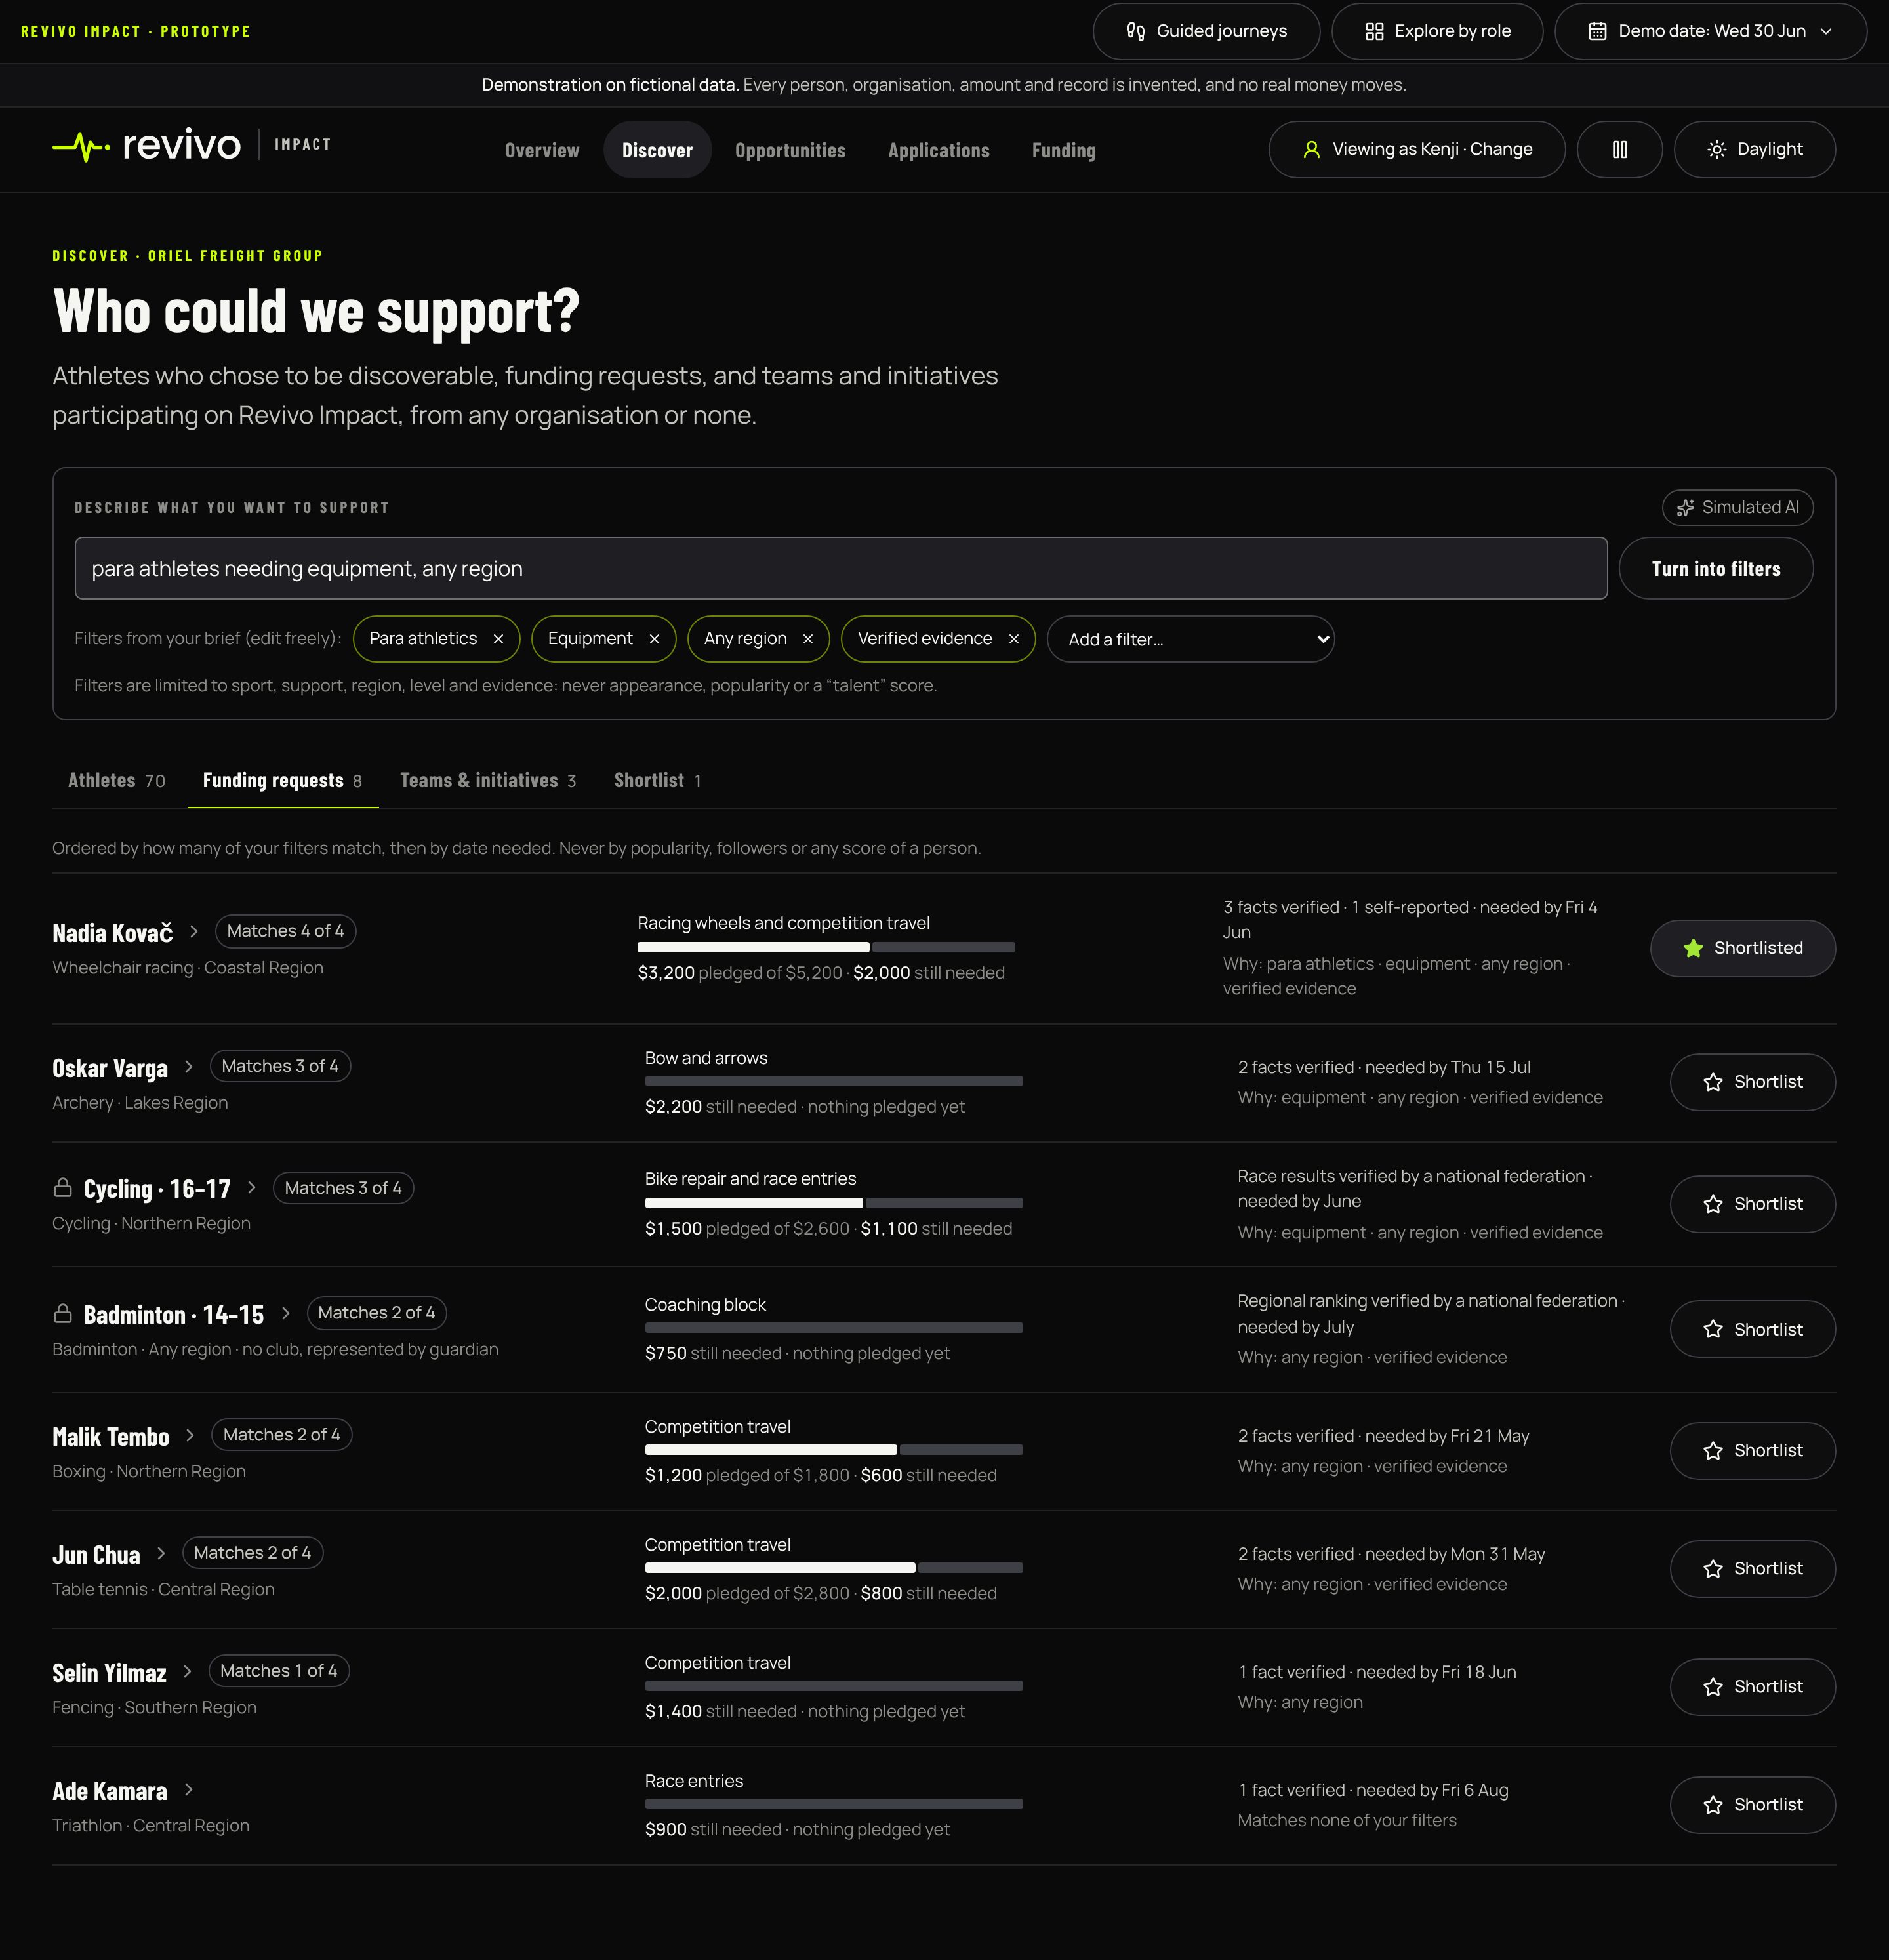 REVIVO IMPACT · PROTOTYPE
Guided journeys
Explore by role
Demo date: Wed 30 Jun
Demonstration on fictional data. Every person, organisation, amount and record is invented, and no real money moves.
revivo IMPACT
Overview
Discover
Opportunities
Applications
Funding
Viewing as Kenji · Change
Daylight
DISCOVER · ORIEL FREIGHT GROUP
Who could we support?
Athletes who chose to be discoverable, funding requests, and teams and initiatives
participating on Revivo Impact, from any organisation or none.
DESCRIBE WHAT YOU WANT TO SUPPORT
Simulated AI
para athletes needing equipment, any region
Turn into filters
Filters from your brief (edit freely):
Para athletics ×
Equipment ×
Any region ×
Verified evidence ×
Add a filter…
Filters are limited to sport, support, region, level and evidence: never appearance, popularity or a “talent” score.
Athletes 70
Funding requests 8
Teams & initiatives 3
Shortlist 1
Ordered by how many of your filters match, then by date needed. Never by popularity, followers or any score of a person.
Nadia Kovač
Matches 4 of 4
Wheelchair racing · Coastal Region
Racing wheels and competition travel
$3,200 pledged of $5,200 · $2,000 still needed
3 facts verified · 1 self-reported · needed by Fri 4
Jun
Why: para athletics · equipment · any region ·
verified evidence
Shortlisted
Oskar Varga
Matches 3 of 4
Archery · Lakes Region
Bow and arrows
$2,200 still needed · nothing pledged yet
2 facts verified · needed by Thu 15 Jul
Why: equipment · any region · verified evidence
Shortlist
Cycling · 16–17
Matches 3 of 4
Cycling · Northern Region
Bike repair and race entries
$1,500 pledged of $2,600 · $1,100 still needed
Race results verified by a national federation ·
needed by June
Why: equipment · any region · verified evidence
Shortlist
Badminton · 14–15
Matches 2 of 4
Badminton · Any region · no club, represented by guardian
Coaching block
$750 still needed · nothing pledged yet
Regional ranking verified by a national federation ·
needed by July
Why: any region · verified evidence
Shortlist
Malik Tembo
Matches 2 of 4
Boxing · Northern Region
Competition travel
$1,200 pledged of $1,800 · $600 still needed
2 facts verified · needed by Fri 21 May
Why: any region · verified evidence
Shortlist
Jun Chua
Matches 2 of 4
Table tennis · Central Region
Competition travel
$2,000 pledged of $2,800 · $800 still needed
2 facts verified · needed by Mon 31 May
Why: any region · verified evidence
Shortlist
Selin Yilmaz
Matches 1 of 4
Fencing · Southern Region
Competition travel
$1,400 still needed · nothing pledged yet
1 fact verified · needed by Fri 18 Jun
Why: any region
Shortlist
Ade Kamara
Triathlon · Central Region
Race entries
$900 still needed · nothing pledged yet
1 fact verified · needed by Fri 6 Aug
Matches none of your filters
Shortlist